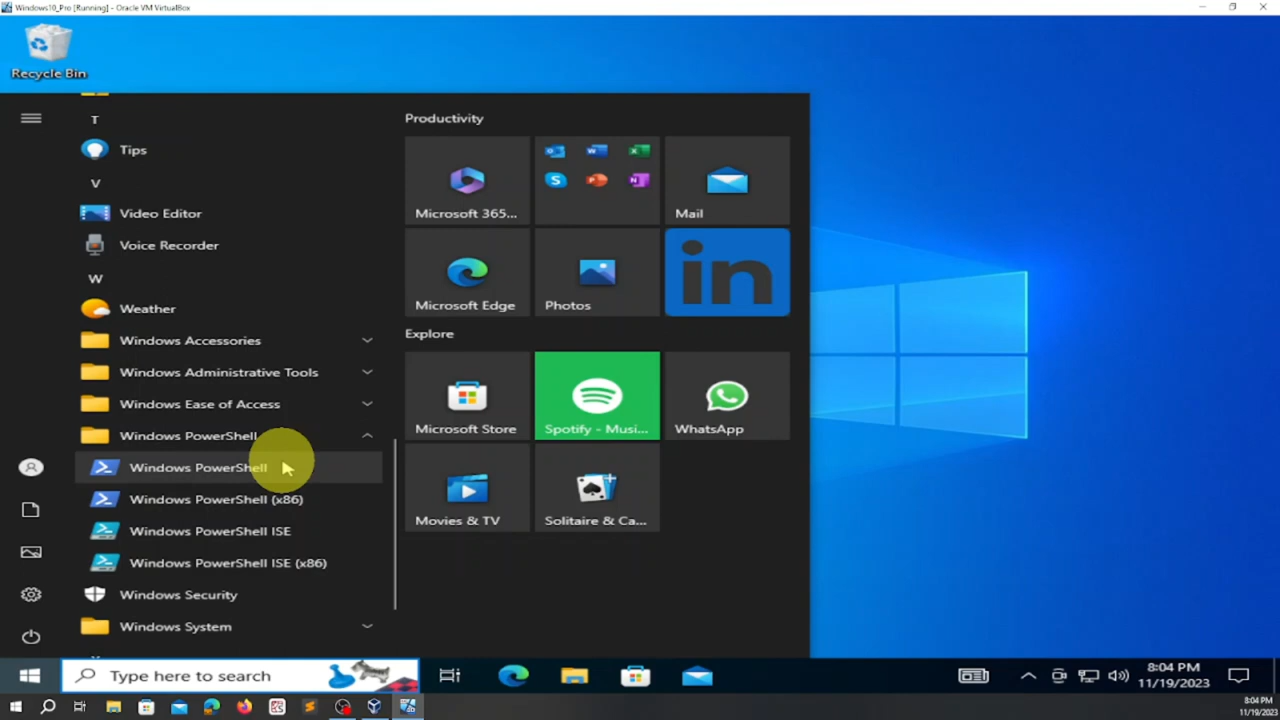 Windows10_Pro [Running] - Oracle VM VirtualBox
Recycle Bin
T
Tips
V
Video Editor
Voice Recorder
W
Weather
Windows Accessories
Windows Administrative Tools
Windows Ease of Access
Windows PowerShell
Windows PowerShell
Windows PowerShell (x86)
Windows PowerShell ISE
Windows PowerShell ISE (x86)
Windows Security
Windows System
Productivity
Microsoft 365...
Mail
Microsoft Edge
Photos
in
Explore
Microsoft Store
Spotify - Musi...
WhatsApp
Movies & TV
Solitaire & Ca...
Type here to search
8:04 PM
11/19/2023
8:04 PM
11/19/2023